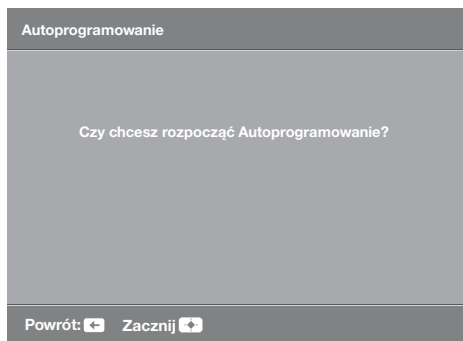 Autoprogramowanie
Czy chcesz rozpocząć Autoprogramowanie?
Powrót: Zacznij